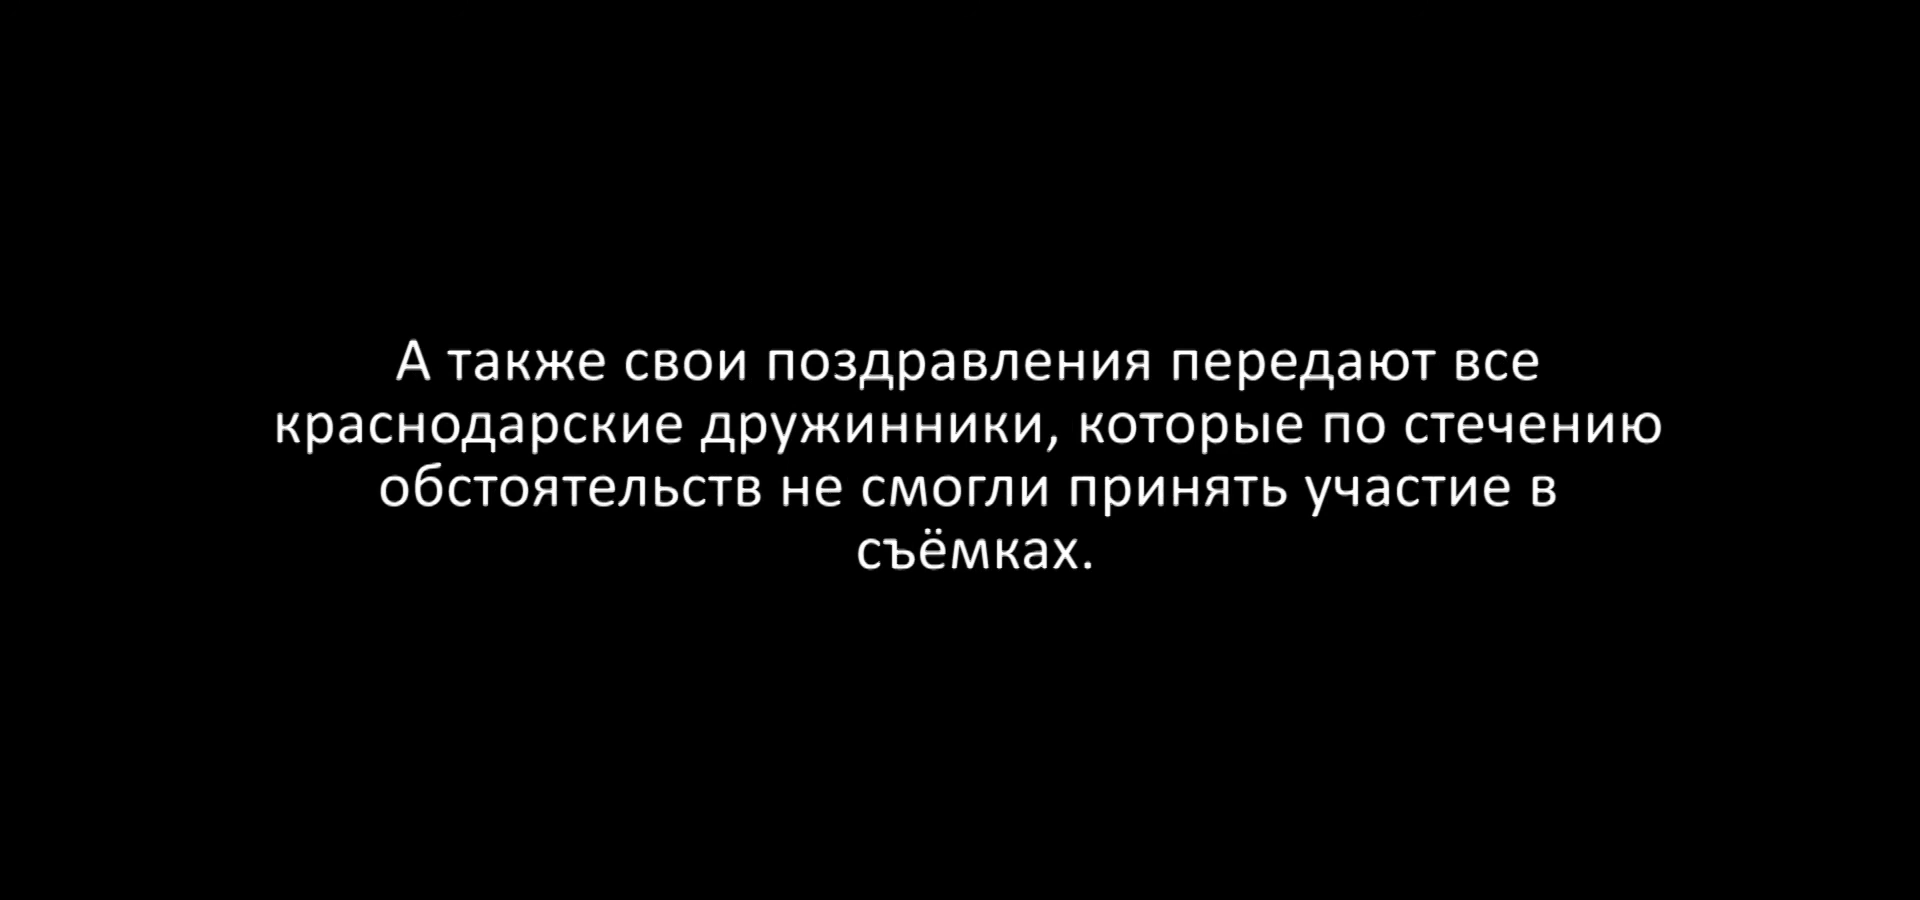 А также свои поздравления передают все
краснодарские дружинники, которые по стечению
обстоятельств не смогли принять участие в
съёмках.